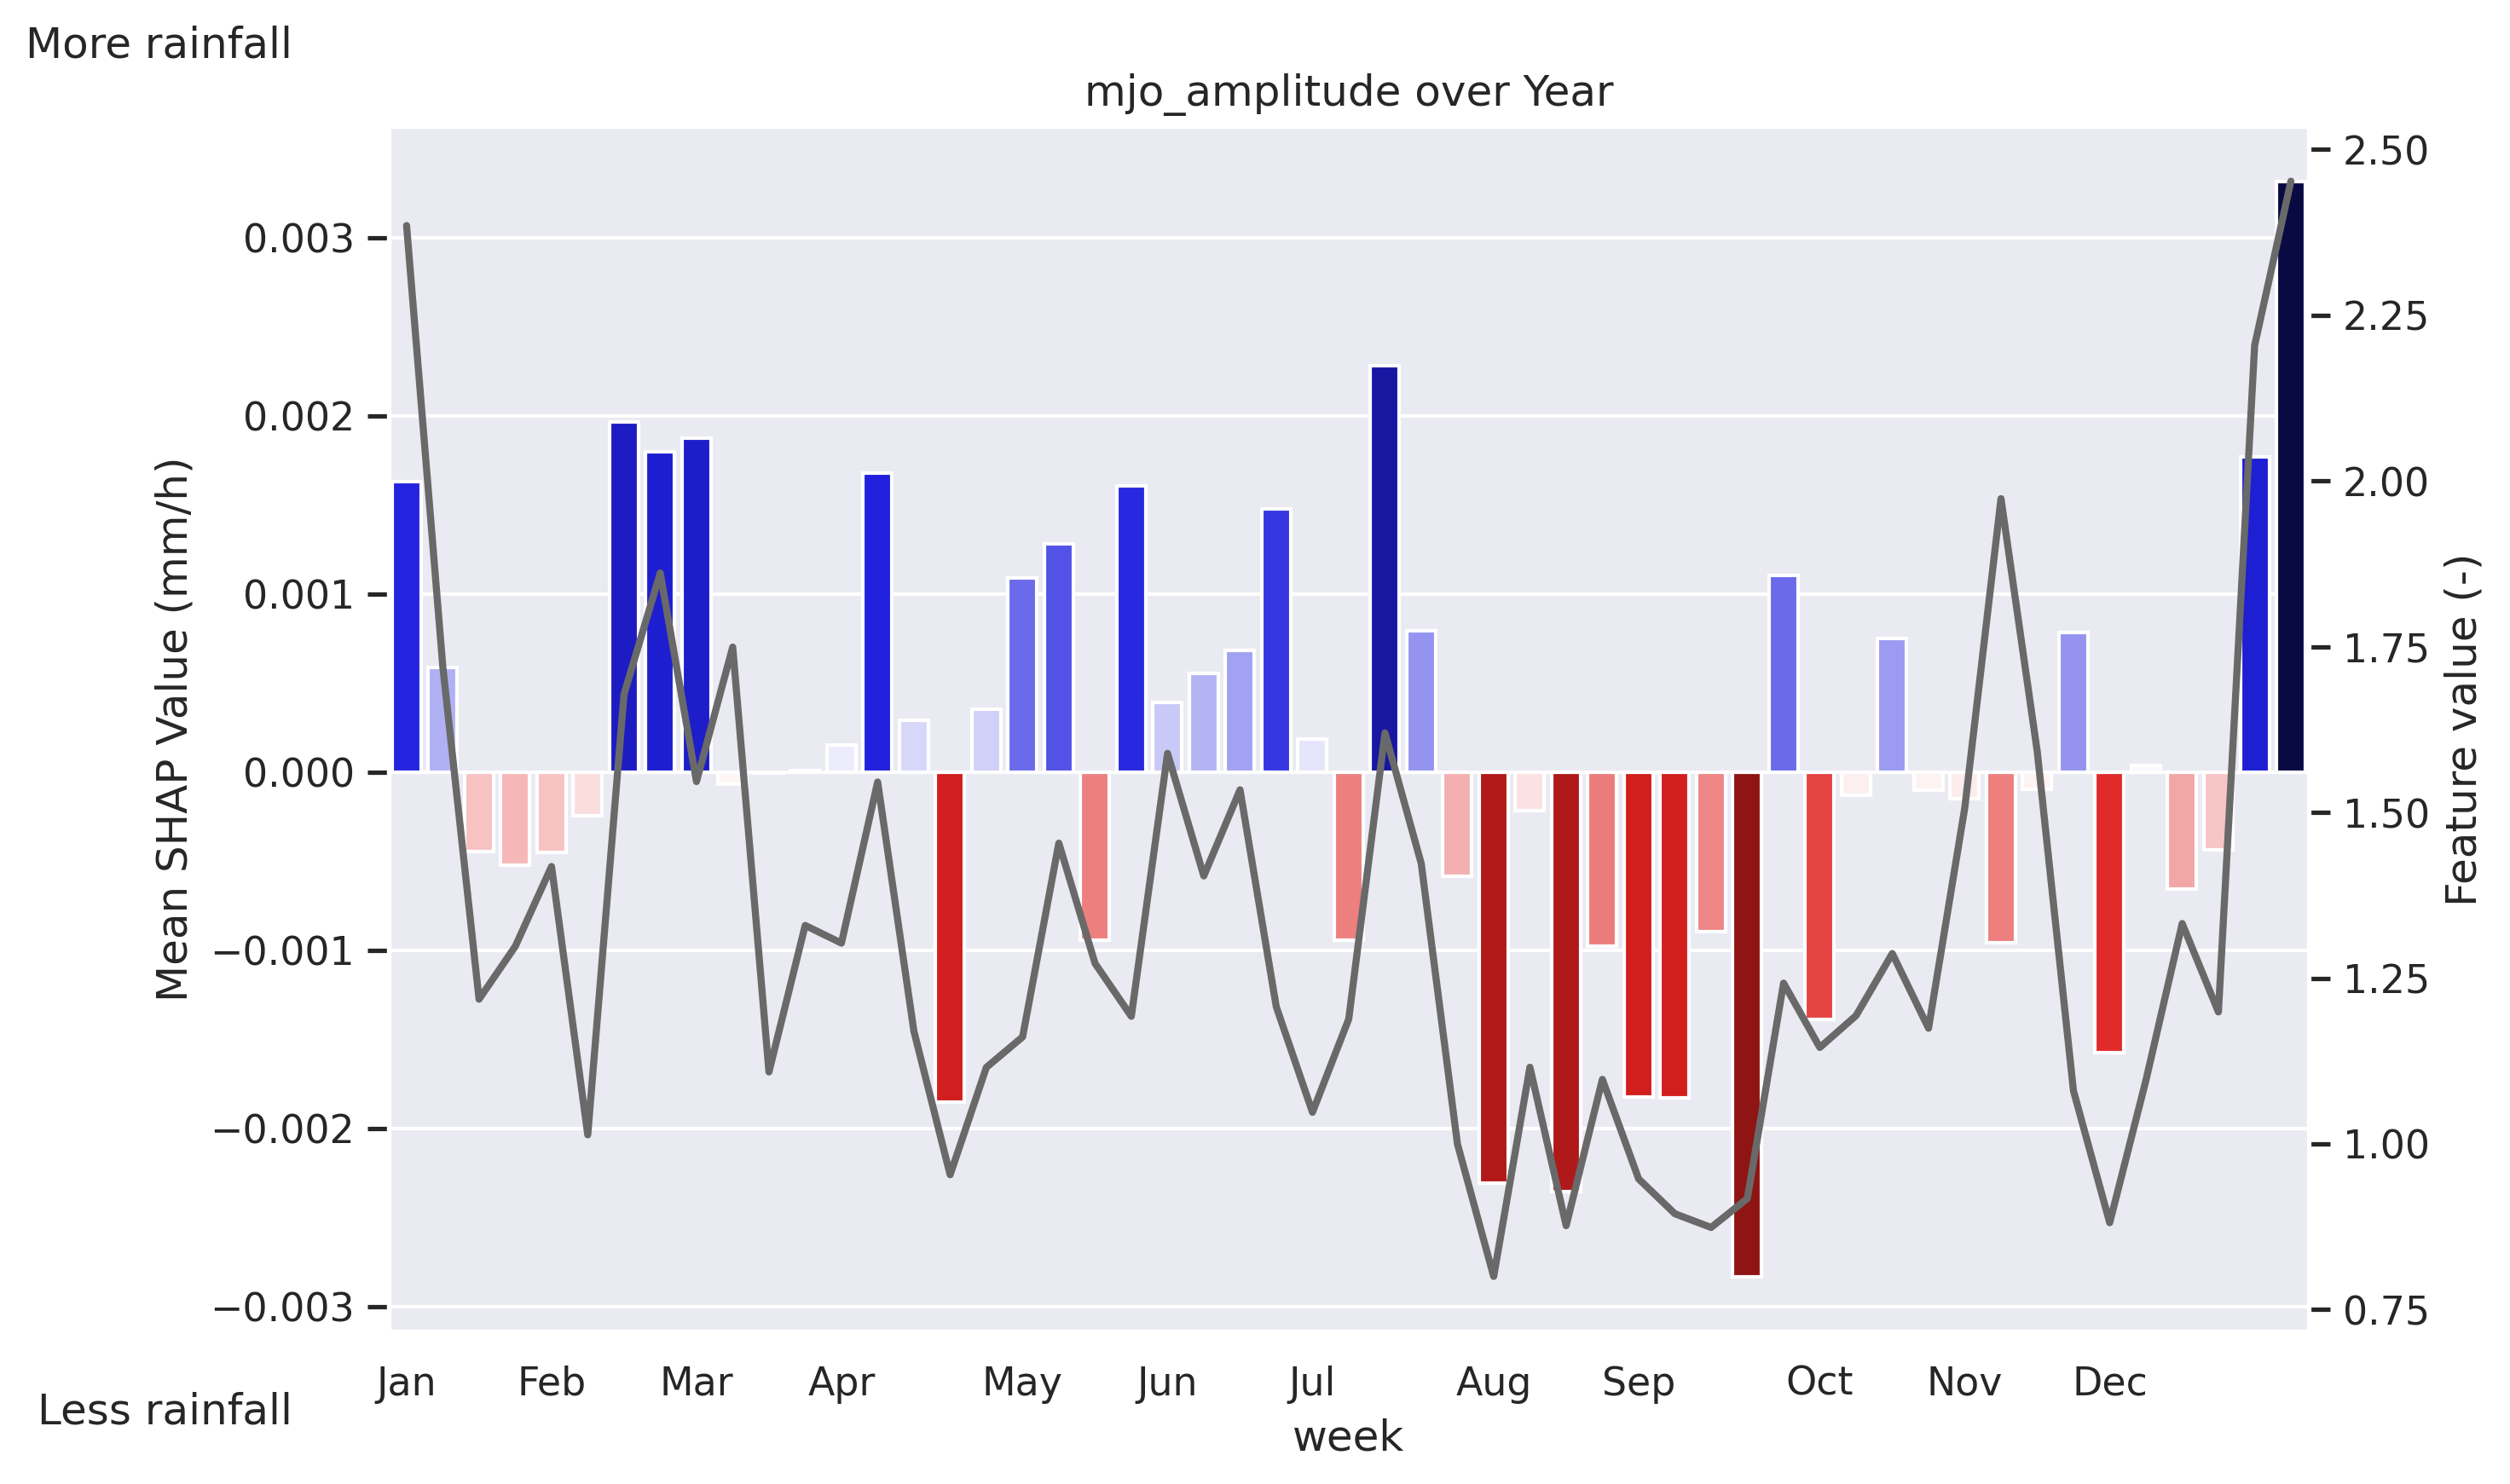 More rainfall
mjo_amplitude over Year
Mean SHAP Value (mm/h)
0.003
0.002
0.001
0.000
−0.001
−0.002
−0.003
2.50
2.25
2.00
1.75
1.50
1.25
1.00
0.75
Feature value (-)
Jan Feb Mar Apr May Jun Jul Aug Sep Oct Nov Dec
Less rainfall
week